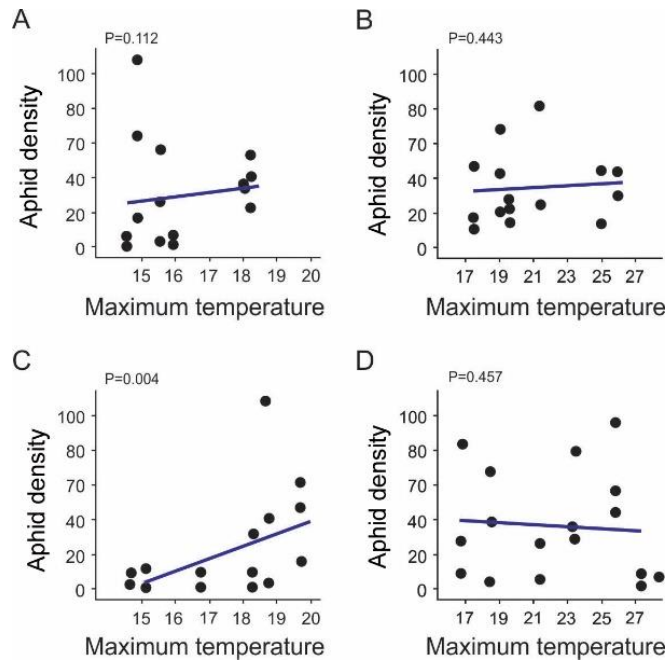 A
P=0.112
Aphid density
100
80
70
40
20
0
15 16 17 18 19 20
Maximum temperature
B
P=0.443
Aphid density
100
70
40
20
0
17 19 21 23 25 27
Maximum temperature
C
P=0.004
Aphid density
100
80
40
20
0
15 16 17 18 19 20
Maximum temperature
D
P=0.457
Aphid density
100
80
40
20
0
17 19 21 23 25 27
Maximum temperature